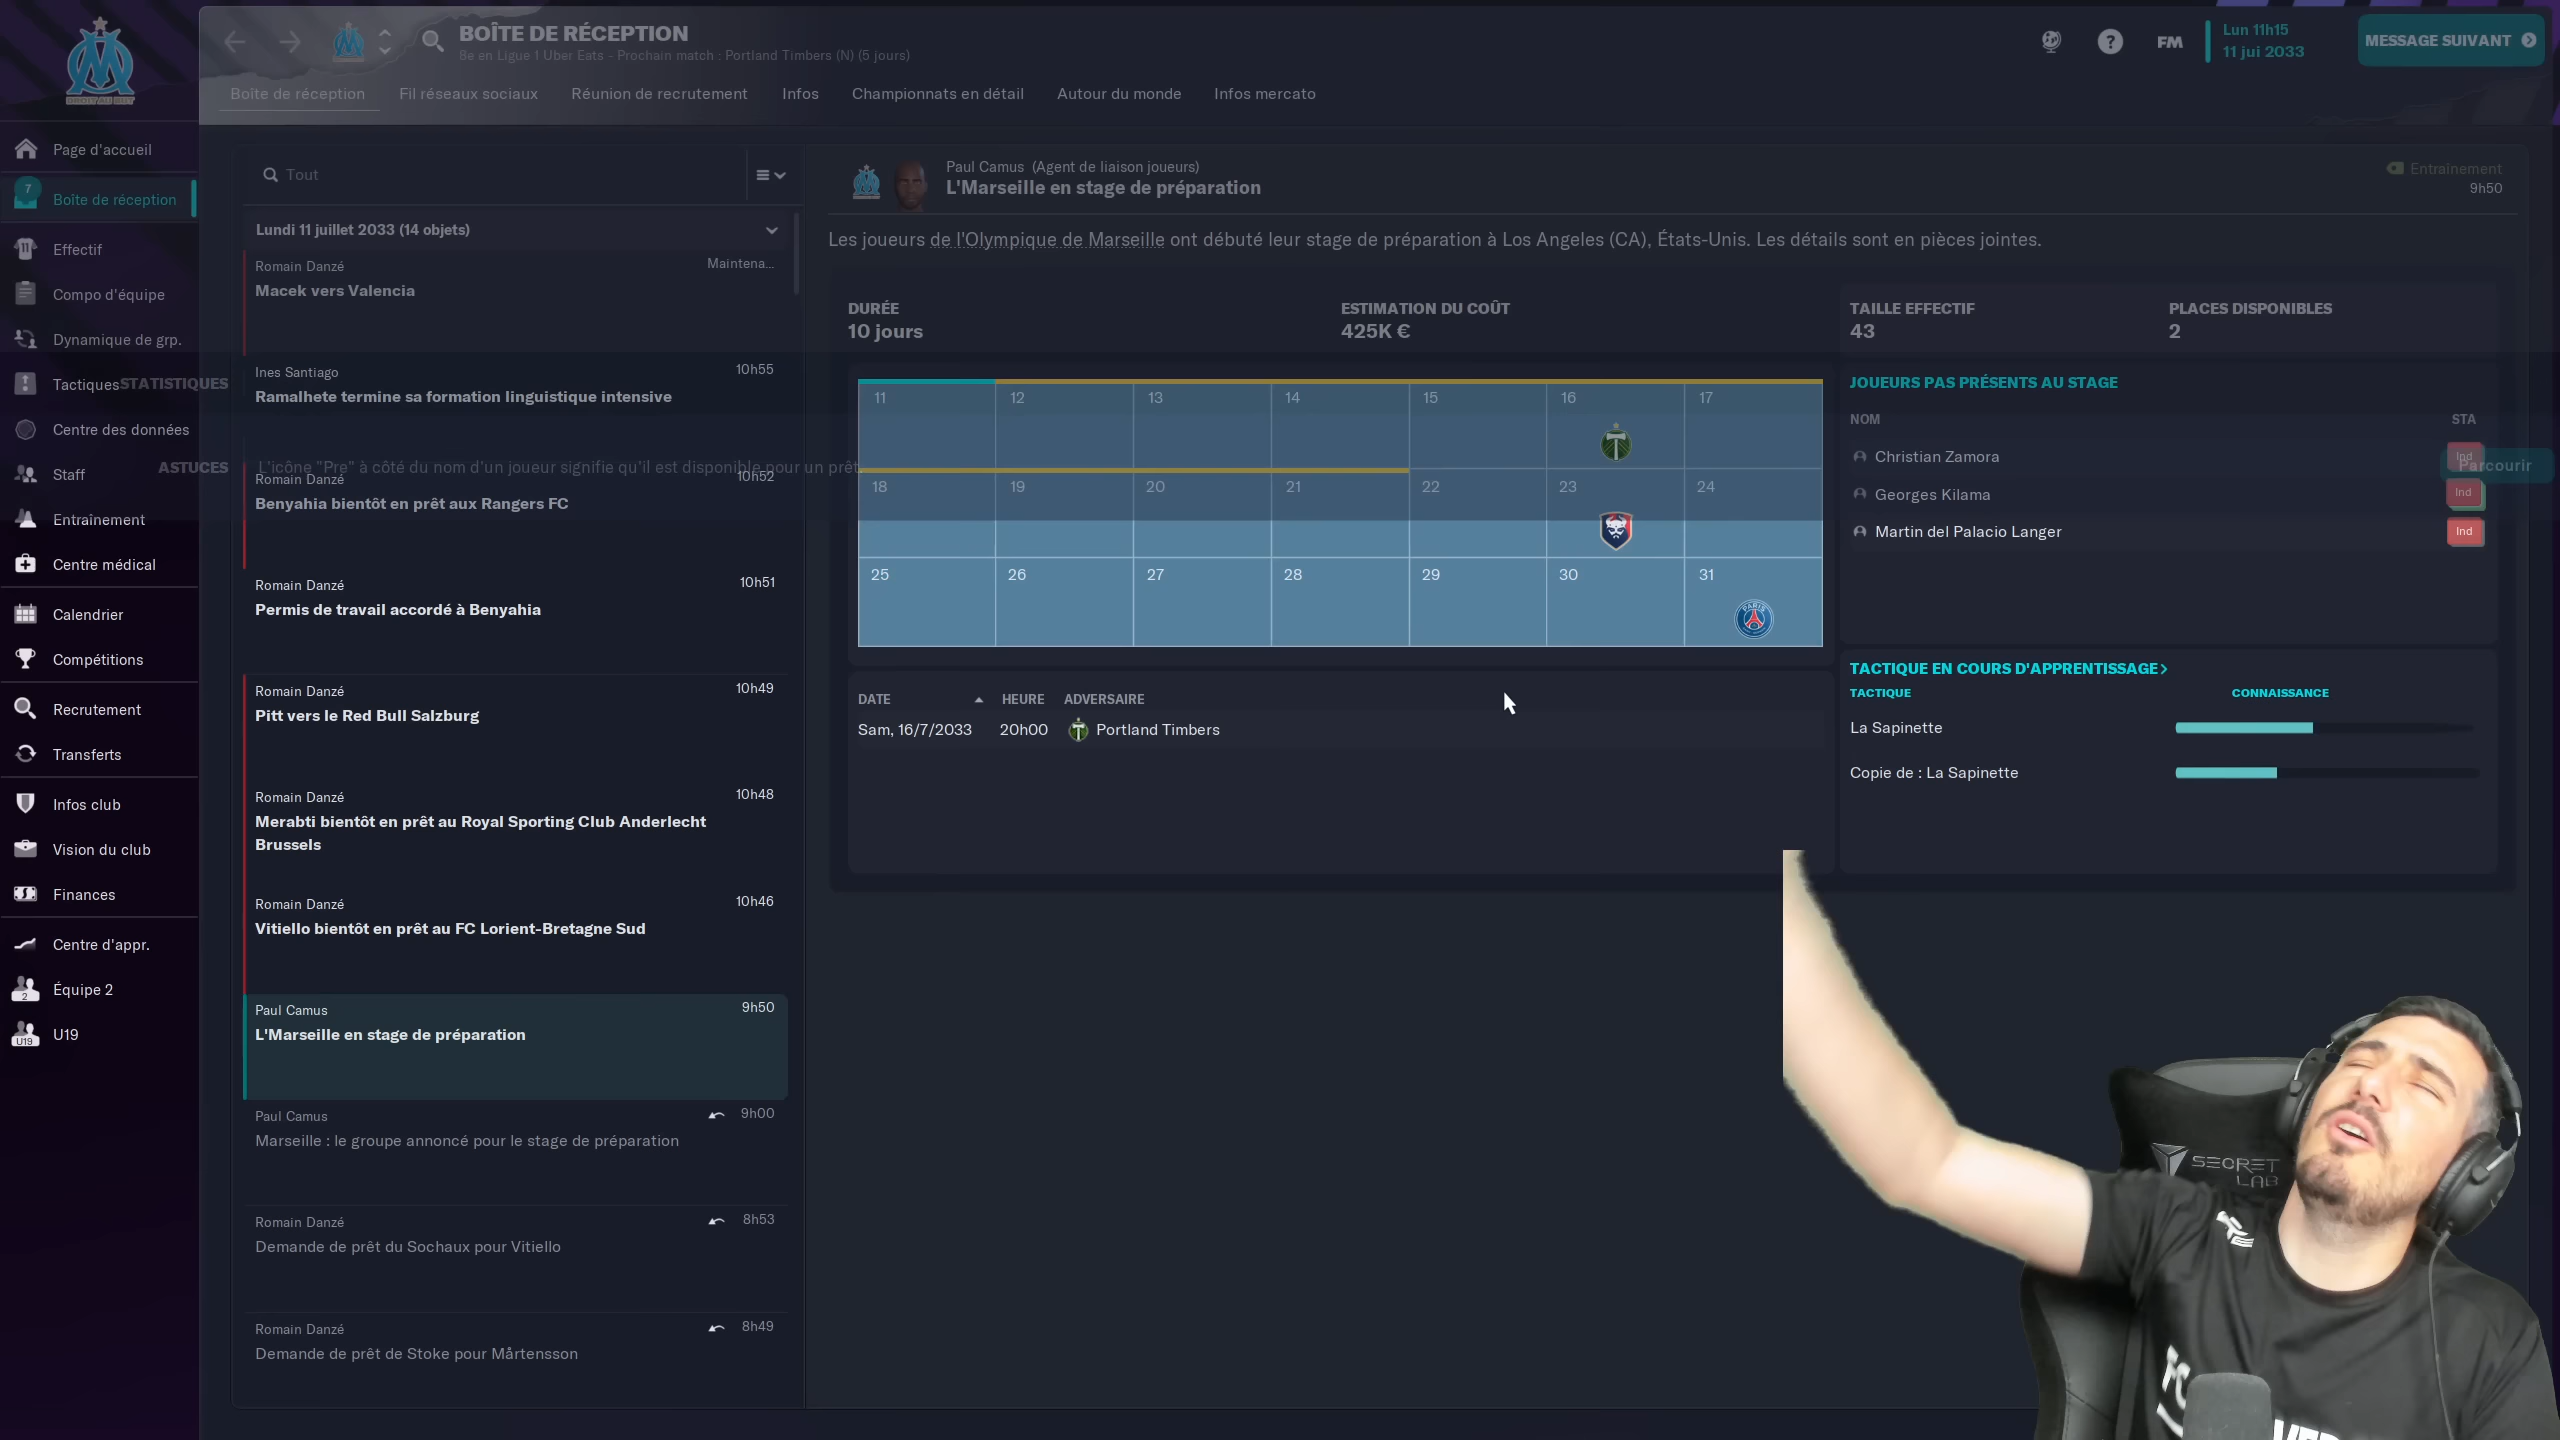 BOÎTE DE RÉCEPTION
8e en Ligue 1 Uber Eats - Prochain match : Portland Timbers (N) (5 jours)
FM
Lun 11h15
11 jui 2033
MESSAGE SUIVANT
Boîte de réception
Fil réseaux sociaux
Réunion de recrutement
Infos
Championnats en détail
Autour du monde
Infos mercato
DROIT AU BUT
Page d'accueil
7
Boîte de réception
Effectif
Compo d'équipe
Dynamique de grp.
Tactiques
STATISTIQUES
Centre des données
ASTUCES
L'icône "Pre" à côté du nom d'un joueur signifie qu'il est disponible pour un prêt
Parcourir
Staff
Entraînement
Centre médical
Calendrier
Compétitions
Recrutement
Transferts
Infos club
Vision du club
Finances
Centre d'appr.
2
Équipe 2
U19
U19
Tout
Lundi 11 juillet 2033 (14 objets)
Romain Danzé
Maintena...
Macek vers Valencia
Ines Santiago
10h55
Ramalhete termine sa formation linguistique intensive
Romain Danzé
10h52
Benyahia bientôt en prêt aux Rangers FC
Romain Danzé
10h51
Permis de travail accordé à Benyahia
Romain Danzé
10h49
Pitt vers le Red Bull Salzburg
Romain Danzé
10h48
Merabti bientôt en prêt au Royal Sporting Club Anderlecht
Brussels
Romain Danzé
10h46
Vitiello bientôt en prêt au FC Lorient-Bretagne Sud
Paul Camus
9h50
L'Marseille en stage de préparation
Paul Camus
9h00
Marseille : le groupe annoncé pour le stage de préparation
Romain Danzé
8h53
Demande de prêt du Sochaux pour Vitiello
Romain Danzé
8h49
Demande de prêt de Stoke pour Mårtensson
Paul Camus (Agent de liaison joueurs)
L'Marseille en stage de préparation
Entraînement
9h50
Les joueurs de l'Olympique de Marseille ont débuté leur stage de préparation à Los Angeles (CA), États-Unis. Les détails sont en pièces jointes.
DURÉE
10 jours
ESTIMATION DU COÛT
425K €
TAILLE EFFECTIF
43
PLACES DISPONIBLES
2
11 12 13 14 15 16 17
18 19 20 21 22 23 24
25 26 27 28 29 30 31
PARIS
JOUEURS PAS PRÉSENTS AU STAGE
NOM
STA
Christian Zamora
Ind
Georges Kilama
Ind
Martin del Palacio Langer
Ind
DATE
HEURE
ADVERSAIRE
Sam, 16/7/2033
20h00
Portland Timbers
TACTIQUE EN COURS D'APPRENTISSAGE
TACTIQUE
CONNAISSANCE
La Sapinette
Copie de : La Sapinette
SECRET
LAB